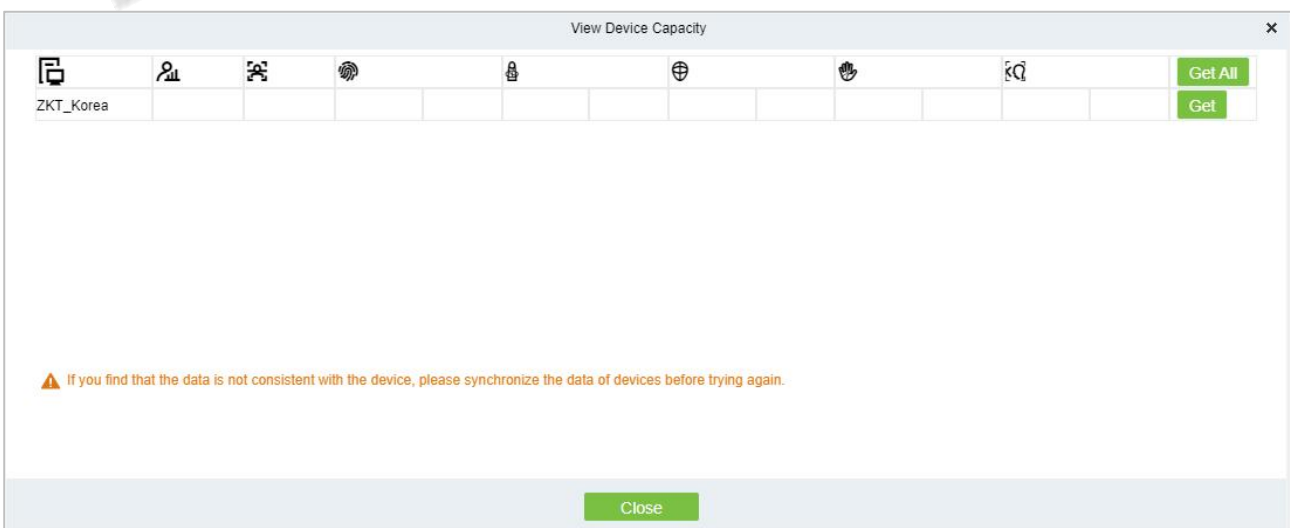 View Device Capacity
Get All
ZKT_Korea
Get
If you find that the data is not consistent with the device, please synchronize the data of devices before trying again.
Close